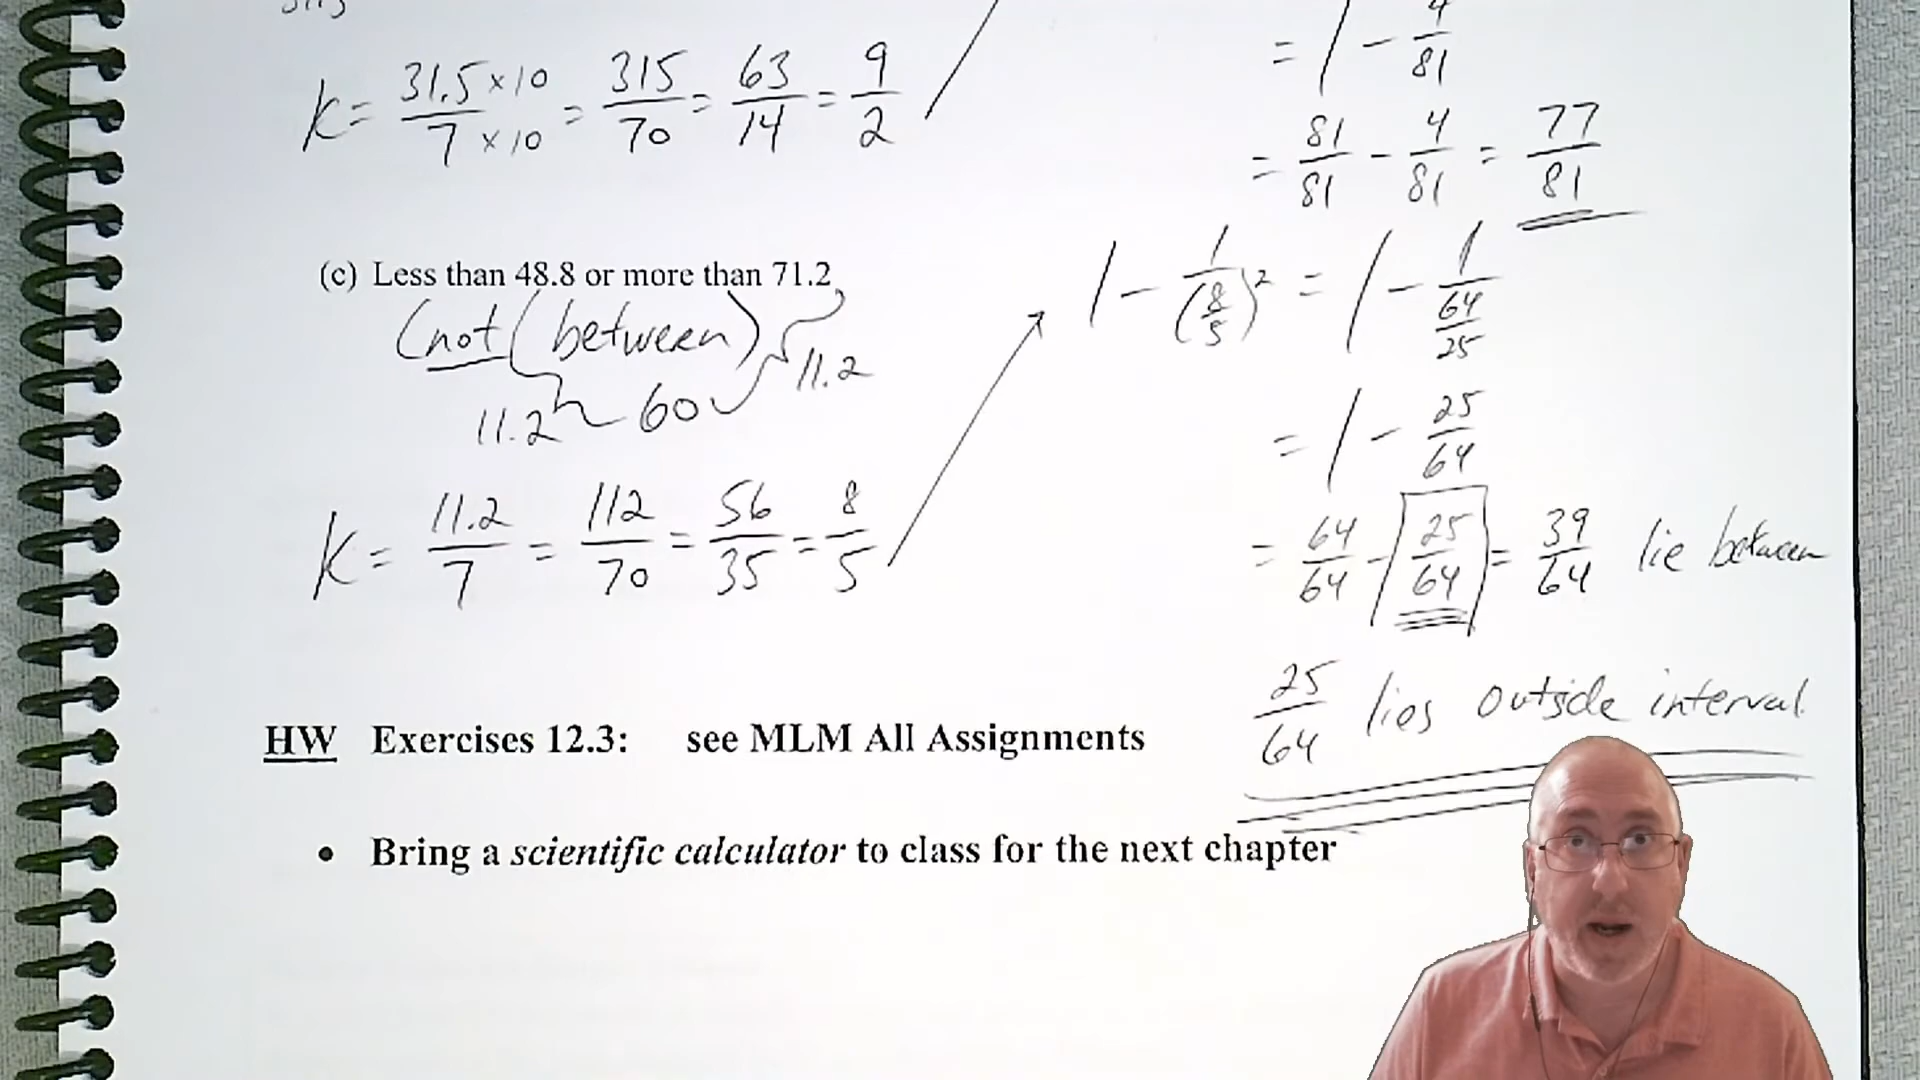 K = 31.5 × 10 / 7 × 10 = 315/70 = 63/14 = 9/2
= 1 - 4/81
= 81/81 - 4/81 = 77/81
(c) Less than 48.8 or more than 71.2
(not (between)
11.2
11.2 60
K = 11.2/7 = 112/70 = 56/35 = 8/5
1 - 1/(8/5)² = 1 - 1/(64/25)
= 1 - 25/64
= 64/64 - 25/64 = 39/64 lie between
25/64 lies outside interval
HW Exercises 12.3: see MLM All Assignments
• Bring a scientific calculator to class for the next chapter